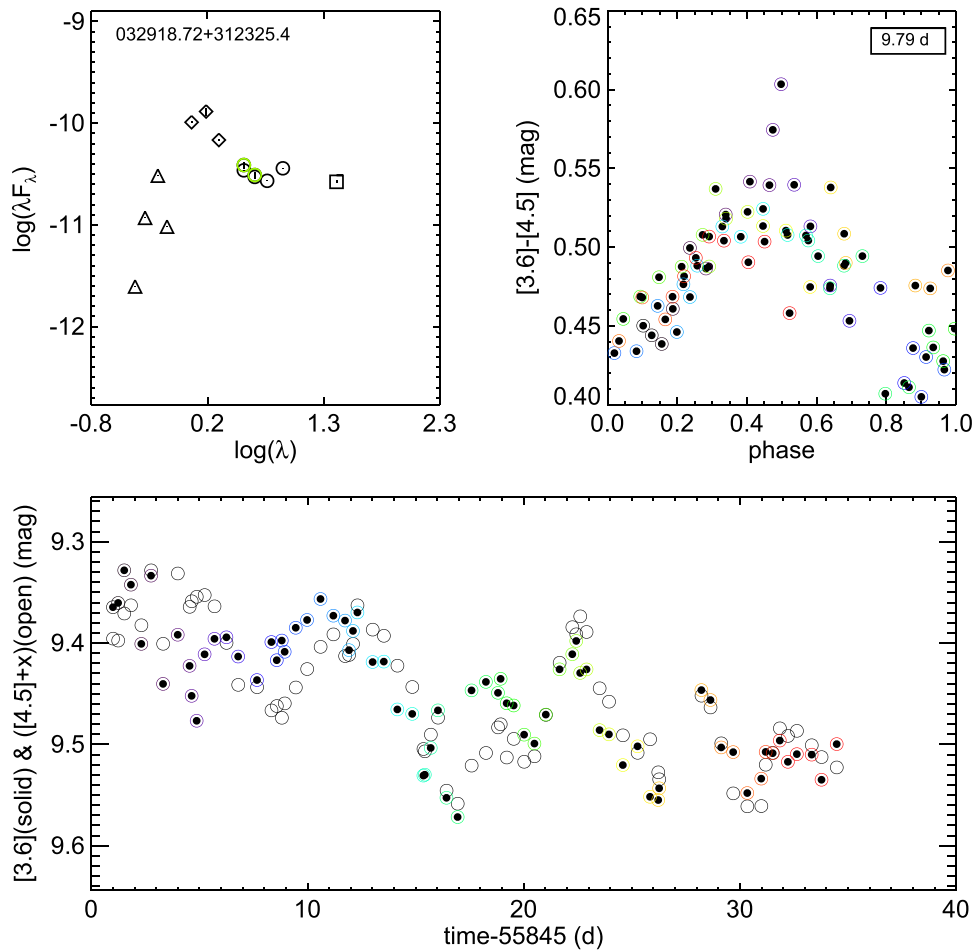 -9
-10
-11
-12
log(λFλ)
032918.72+312325.4
-0.8 0.2 1.3 2.3
log(λ)
0.65
0.60
0.55
0.50
0.45
0.40
[3.6]-[4.5] (mag)
9.79 d
0.0 0.2 0.4 0.6 0.8 1.0
phase
9.3
9.4
9.5
9.6
[3.6](solid) & ([4.5]+x)(open) (mag)
0 10 20 30 40
time-55845 (d)